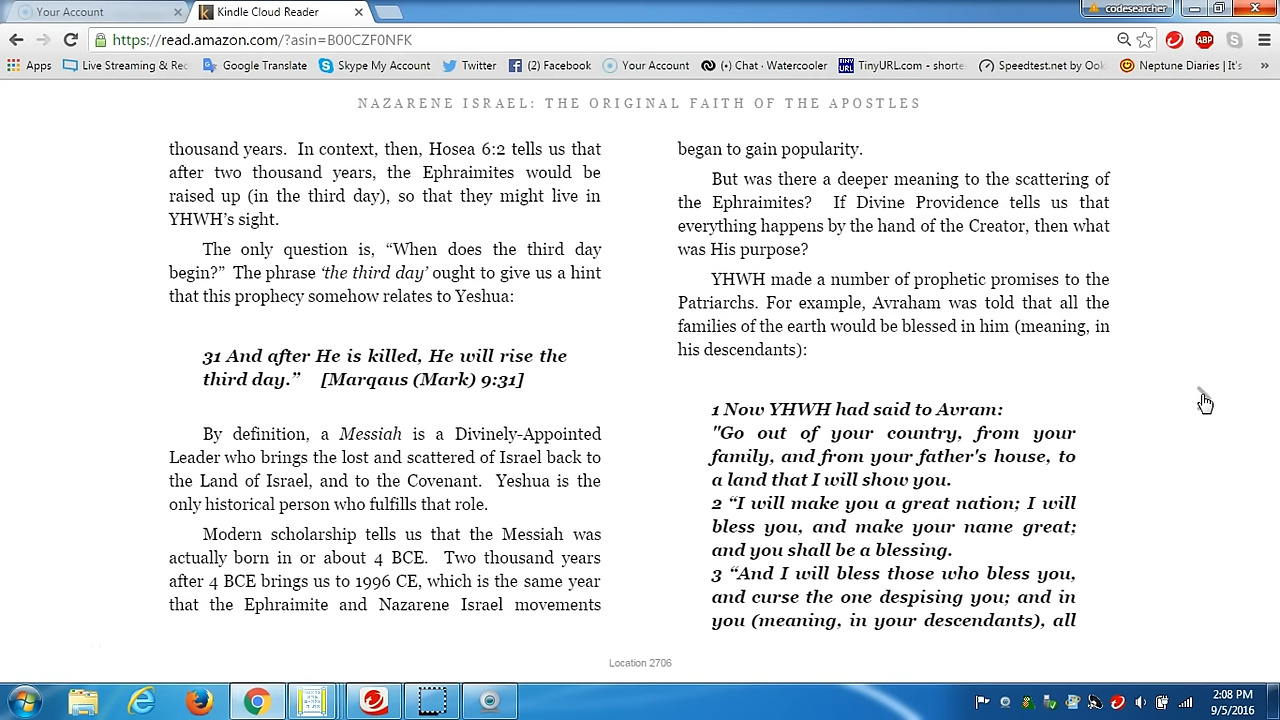 Your Account
Kindle Cloud Reader
codesearcher
https://read.amazon.com/?asin=B00CZF0NFK
ABP
Apps
Live Streaming & Re
Google Translate
Skype My Account
Twitter
(2) Facebook
Your Account
(•) Chat · Watercooler
TINY URL
TinyURL.com - shorte
Speedtest.net by Ook
Neptune Diaries | It's
»
NAZARENE ISRAEL: THE ORIGINAL FAITH OF THE APOSTLES
thousand years. In context, then, Hosea 6:2 tells us that
after two thousand years, the Ephraimites would be
raised up (in the third day), so that they might live in
YHWH’s sight.
The only question is, “When does the third day
begin?” The phrase ‘the third day’ ought to give us a hint
that this prophecy somehow relates to Yeshua:
31 And after He is killed, He will rise the
third day.” [Marqaus (Mark) 9:31]
By definition, a Messiah is a Divinely-Appointed
Leader who brings the lost and scattered of Israel back to
the Land of Israel, and to the Covenant. Yeshua is the
only historical person who fulfills that role.
Modern scholarship tells us that the Messiah was
actually born in or about 4 BCE. Two thousand years
after 4 BCE brings us to 1996 CE, which is the same year
that the Ephraimite and Nazarene Israel movements
began to gain popularity.
But was there a deeper meaning to the scattering of
the Ephraimites? If Divine Providence tells us that
everything happens by the hand of the Creator, then what
was His purpose?
YHWH made a number of prophetic promises to the
Patriarchs. For example, Avraham was told that all the
families of the earth would be blessed in him (meaning, in
his descendants):
1 Now YHWH had said to Avram:
"Go out of your country, from your
family, and from your father's house, to
a land that I will show you.
2 “I will make you a great nation; I will
bless you, and make your name great;
and you shall be a blessing.
3 “And I will bless those who bless you,
and curse the one despising you; and in
you (meaning, in your descendants), all
Location 2706
2:08 PM
9/5/2016